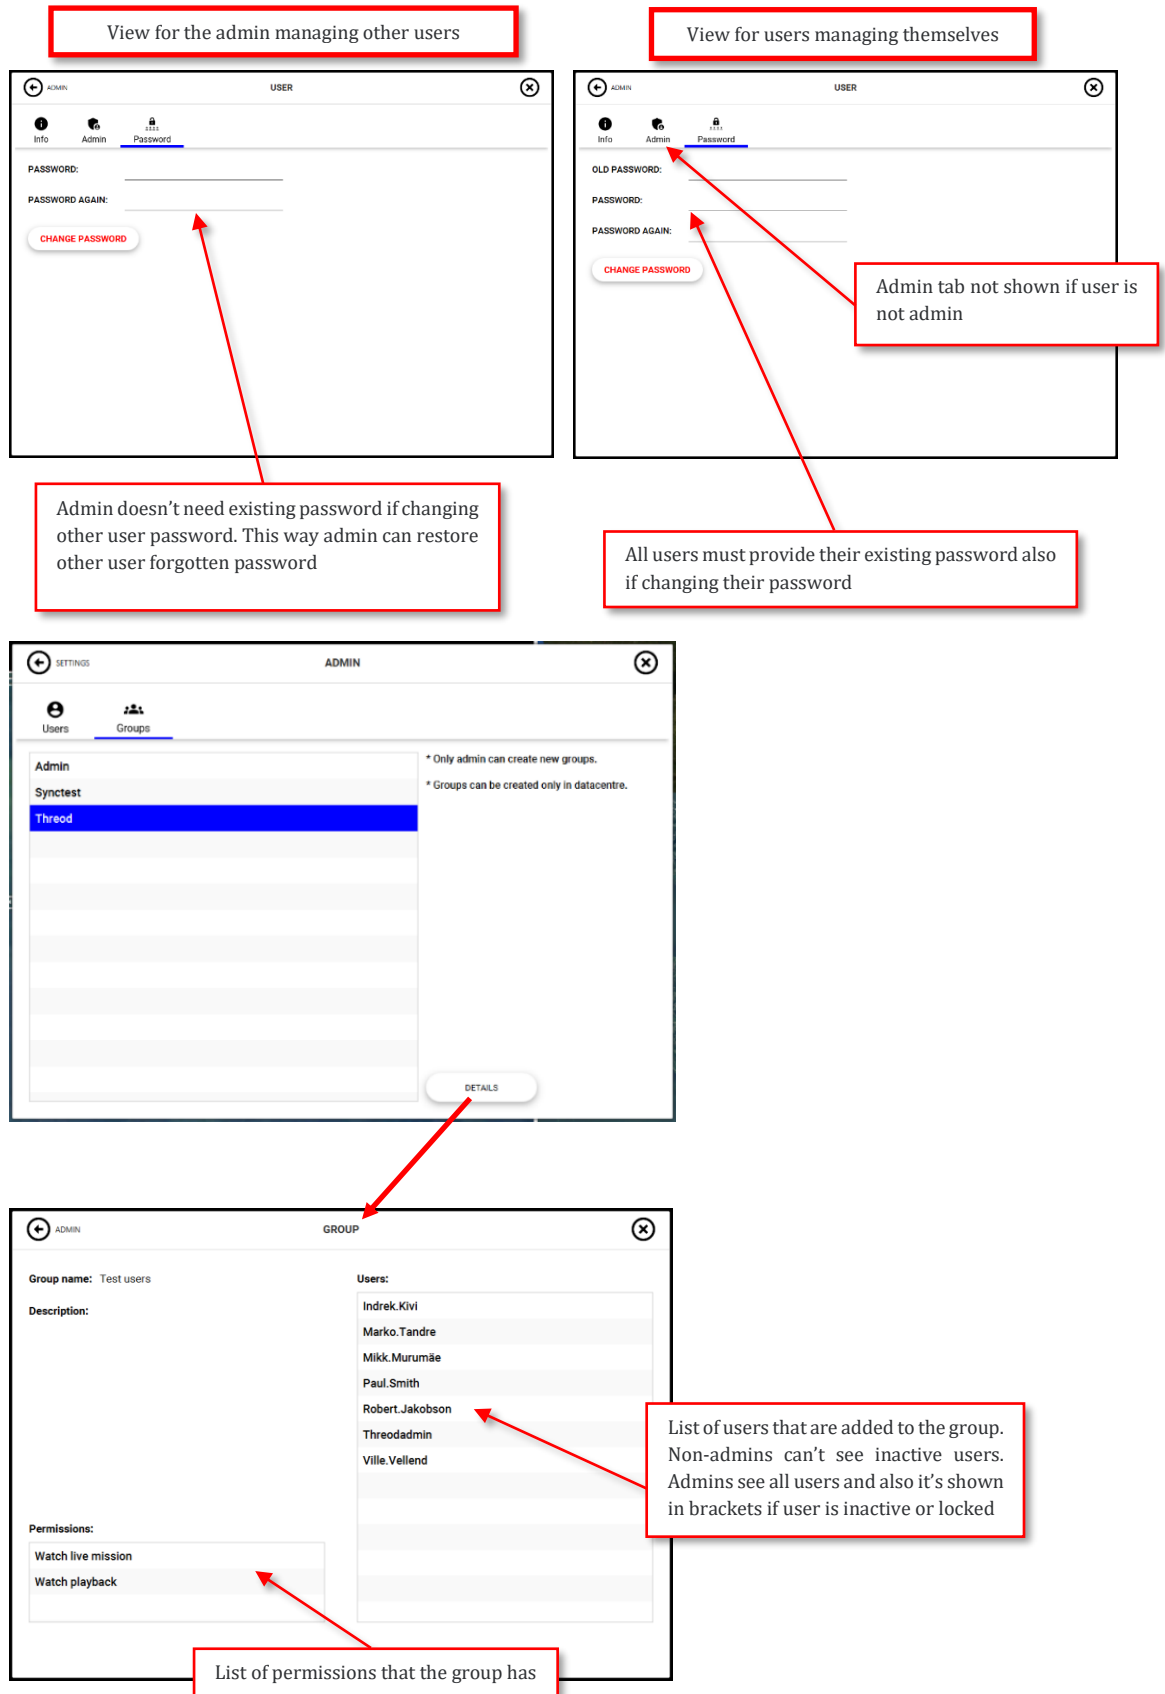 View for the admin managing other users
View for users managing themselves
ADMIN
USER
Info
Admin
Password
PASSWORD:
PASSWORD AGAIN:
CHANGE PASSWORD
ADMIN
USER
Info
Admin
Password
OLD PASSWORD:
PASSWORD:
PASSWORD AGAIN:
CHANGE PASSWORD
Admin tab not shown if user is
not admin
Admin doesn't need existing password if changing
other user password. This way admin can restore
other user forgotten password
All users must provide their existing password also
if changing their password
SETTINGS
ADMIN
Users
Groups
Admin
Synctest
Threod
* Only admin can create new groups.
* Groups can be created only in datacentre.
DETAILS
ADMIN
GROUP
Group name: Test users
Description:
Users:
Indrek.Kivi
Marko.Tandre
Mikk.Murumäe
Paul.Smith
Robert.Jakobson
Threodadmin
Ville.Vellend
List of users that are added to the group.
Non-admins can't see inactive users.
Admins see all users and also it's shown
in brackets if user is inactive or locked
Permissions:
Watch live mission
Watch playback
List of permissions that the group has